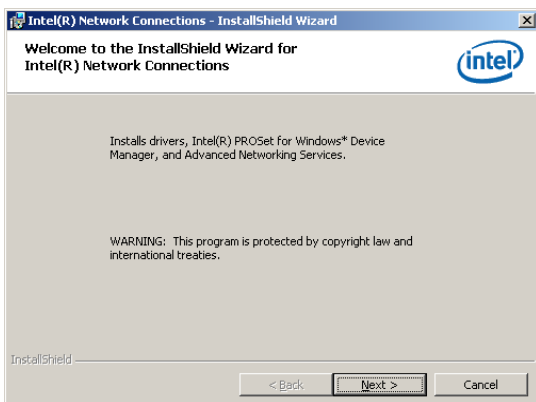 Intel(R) Network Connections - InstallShield Wizard
Welcome to the InstallShield Wizard for
Intel(R) Network Connections
intel
Installs drivers, Intel(R) PROSet for Windows* Device
Manager, and Advanced Networking Services.
WARNING: This program is protected by copyright law and
international treaties.
InstallShield
< Back
Next >
Cancel